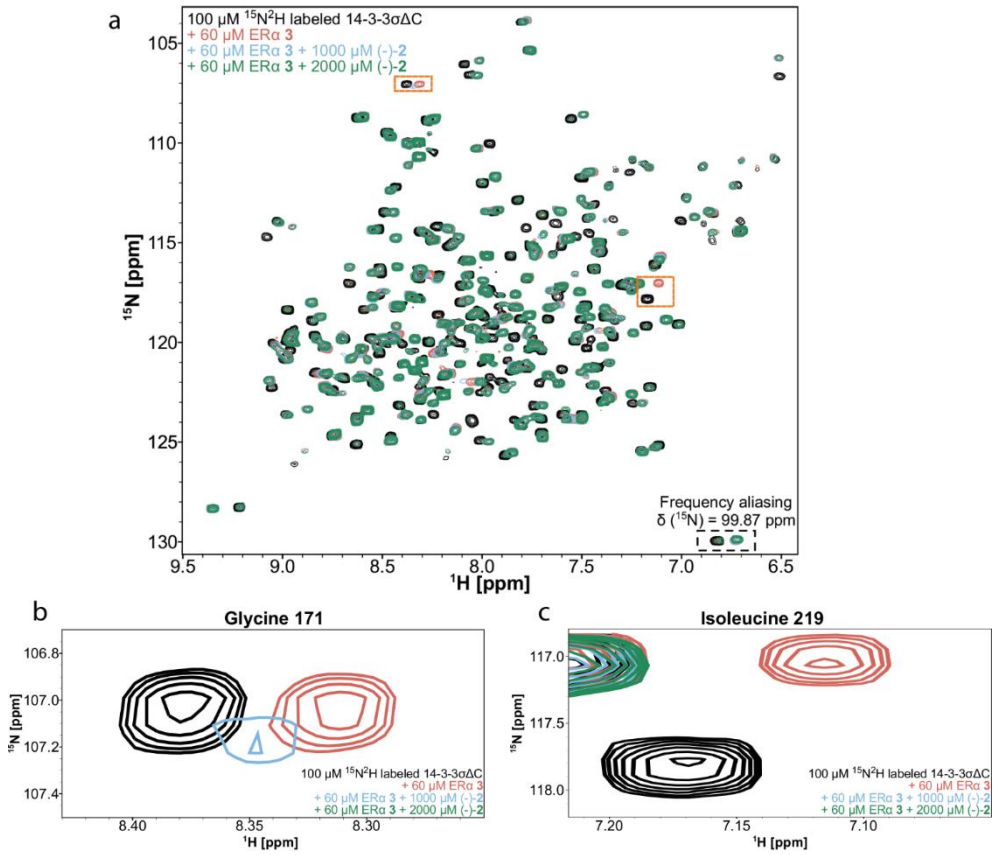 a
100 μM ¹⁵N²H labeled 14-3-3σΔC
+ 60 μM ERα 3
+ 60 μM ERα 3 + 1000 μM (-)-2
+ 60 μM ERα 3 + 2000 μM (-)-2
105
110
115
120
125
130
¹⁵N [ppm]
Frequency aliasing
δ (¹⁵N) = 99.87 ppm
9.5 9.0 8.5 8.0 7.5 7.0 6.5
¹H [ppm]
b
Glycine 171
106.8
107.0
107.2
107.4
¹⁵N [ppm]
100 μM ¹⁵N²H labeled 14-3-3σΔC
+ 60 μM ERα 3
+ 60 μM ERα 3 + 1000 μM (-)-2
+ 60 μM ERα 3 + 2000 μM (-)-2
8.40 8.35 8.30
¹H [ppm]
c
Isoleucine 219
117.0
117.5
118.0
¹⁵N [ppm]
100 μM ¹⁵N²H labeled 14-3-3σΔC
+ 60 μM ERα 3
+ 60 μM ERα 3 + 1000 μM (-)-2
+ 60 μM ERα 3 + 2000 μM (-)-2
7.20 7.15 7.10
¹H [ppm]